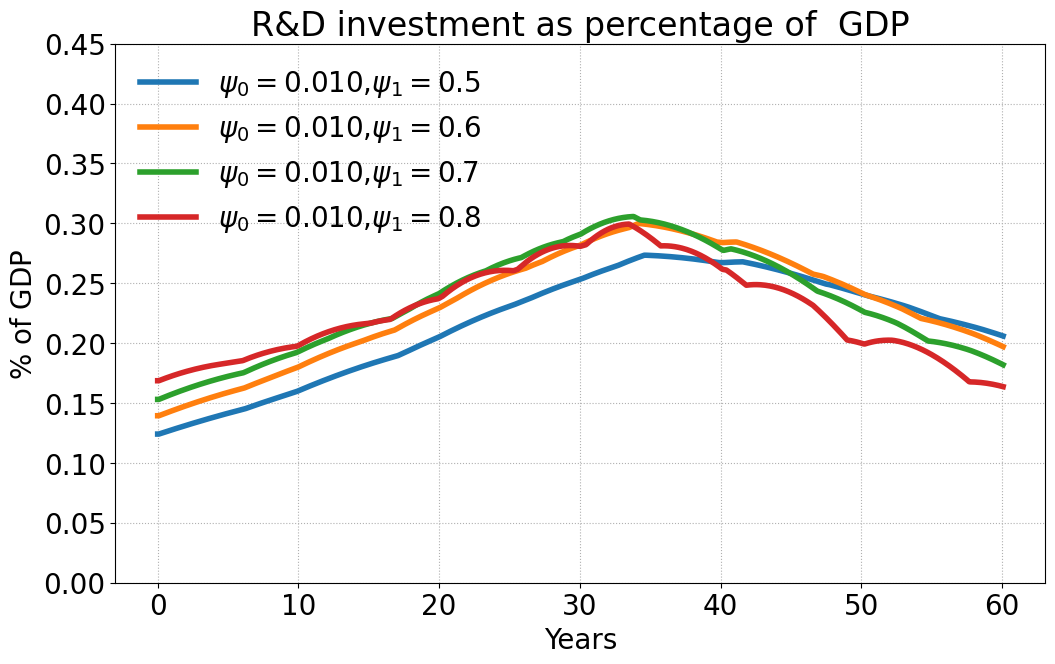 R&D investment as percentage of  GDP
ψ₀ = 0.010,ψ₁ = 0.5
ψ₀ = 0.010,ψ₁ = 0.6
ψ₀ = 0.010,ψ₁ = 0.7
ψ₀ = 0.010,ψ₁ = 0.8
% of GDP
0.45
0.40
0.35
0.30
0.25
0.20
0.15
0.10
0.05
0.00
0 10 20 30 40 50 60
Years